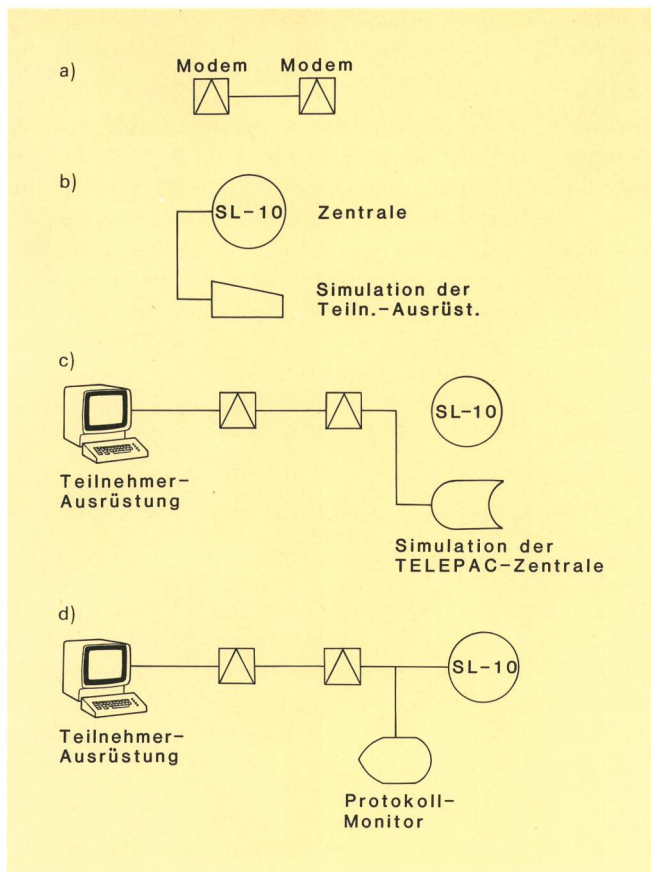 a)
Modem Modem
b)
SL-10 Zentrale
Simulation der
Teiln.-Ausrüst.
c)
SL-10
Teilnehmer-
Ausrüstung
Simulation der
TELEPAC-Zentrale
d)
SL-10
Teilnehmer-
Ausrüstung
Protokoll-
Monitor